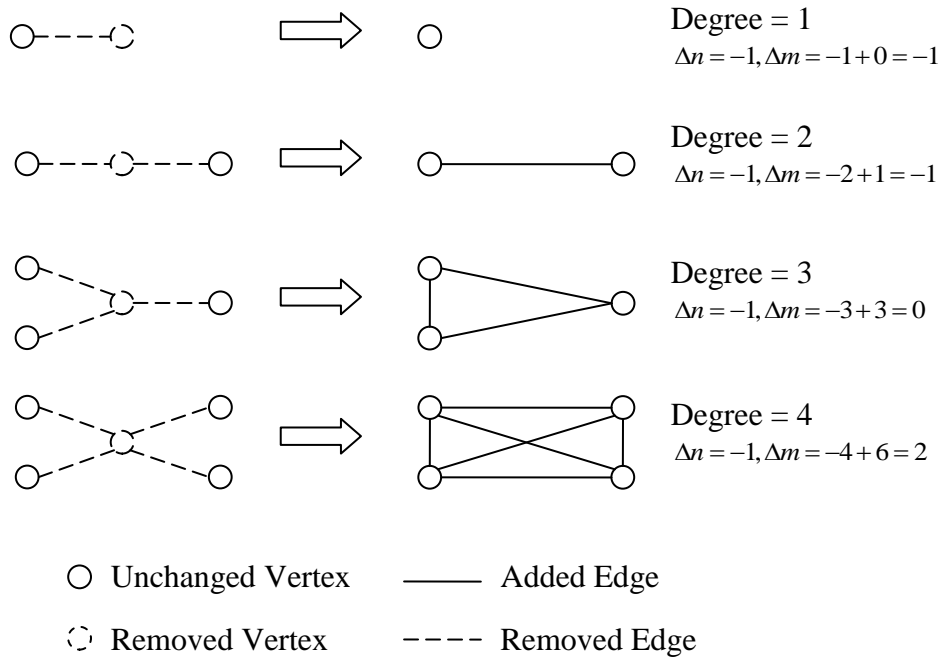 Degree = 1
Δn = −1, Δm = −1+0 = −1
Degree = 2
Δn = −1, Δm = −2+1 = −1
Degree = 3
Δn = −1, Δm = −3+3 = 0
Degree = 4
Δn = −1, Δm = −4+6 = 2
Unchanged Vertex
Added Edge
Removed Vertex
Removed Edge